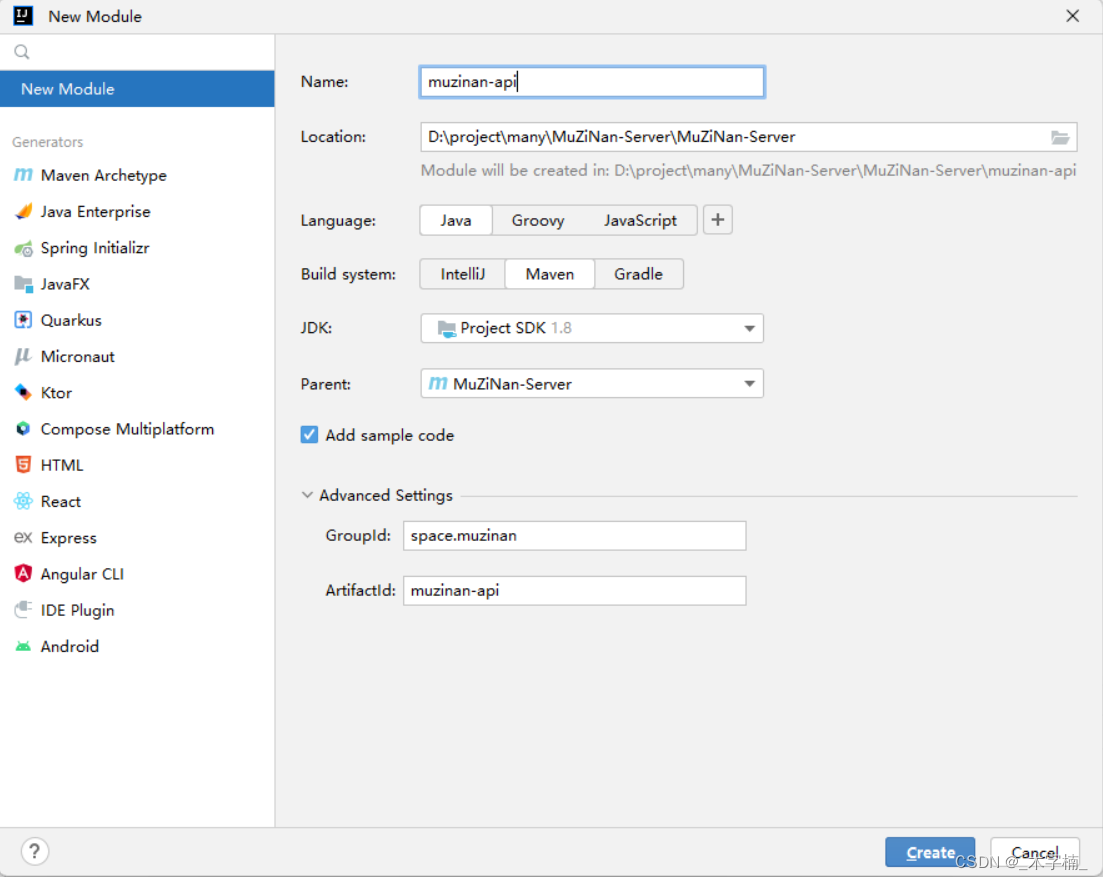 New Module
New Module
Generators
Maven Archetype
Java Enterprise
Spring Initializr
JavaFX
Quarkus
Micronaut
Ktor
Compose Multiplatform
HTML
React
ex Express
Angular CLI
IDE Plugin
Android
Name: muzinan-api
Location: D:\project\many\MuZiNan-Server\MuZiNan-Server
Module will be created in: D:\project\many\MuZiNan-Server\MuZiNan-Server\muzinan-api
Language: Java Groovy JavaScript +
Build system: IntelliJ Maven Gradle
JDK: Project SDK 1.8
Parent: m MuZiNan-Server
Add sample code
Advanced Settings
GroupId: space.muzinan
ArtifactId: muzinan-api
? Create Cancel
CSDN @_木字楠_